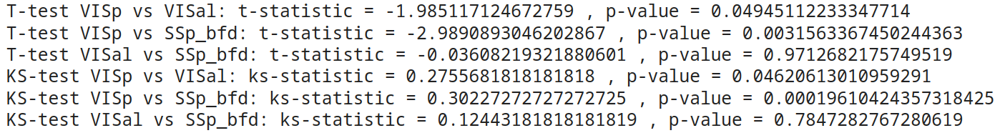 T-test VISp vs VISal: t-statistic = -1.985117124672759 , p-value = 0.04945112233347714
T-test VISp vs SSp_bfd: t-statistic = -2.9890893046202867 , p-value = 0.0031563367450244363
T-test VISal vs SSp_bfd: t-statistic = -0.03608219321880601 , p-value = 0.9712682175749519
KS-test VISp vs VISal: ks-statistic = 0.2755681818181818 , p-value = 0.04620613010959291
KS-test VISp vs SSp_bfd: ks-statistic = 0.30227272727272725 , p-value = 0.00019610424357318425
KS-test VISal vs SSp_bfd: ks-statistic = 0.12443181818181819 , p-value = 0.7847282767280619